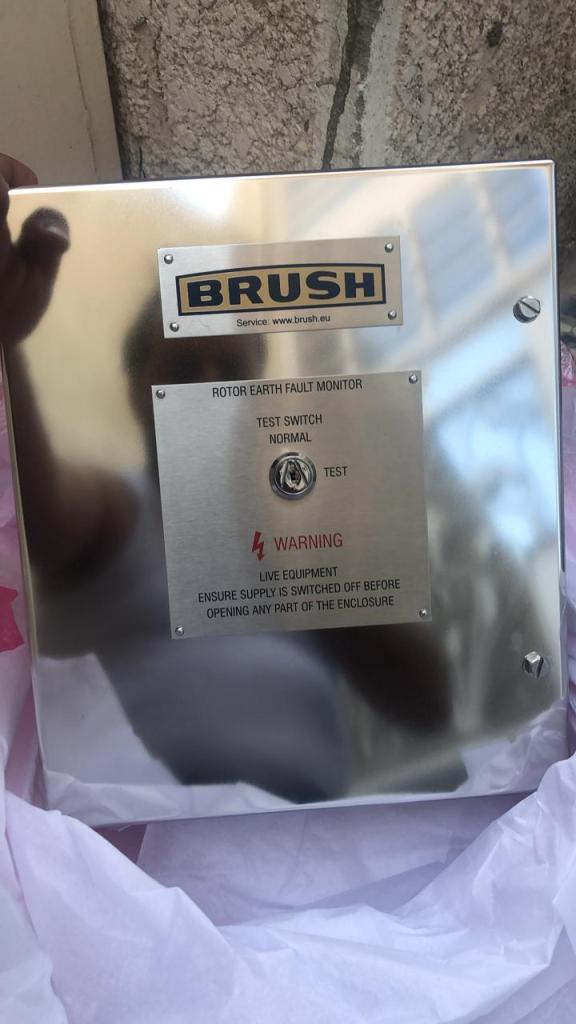 BRUSH
Service: www.brush.eu
ROTOR EARTH FAULT MONITOR
TEST SWITCH
NORMAL
TEST
WARNING
LIVE EQUIPMENT
ENSURE SUPPLY IS SWITCHED OFF BEFORE
OPENING ANY PART OF THE ENCLOSURE